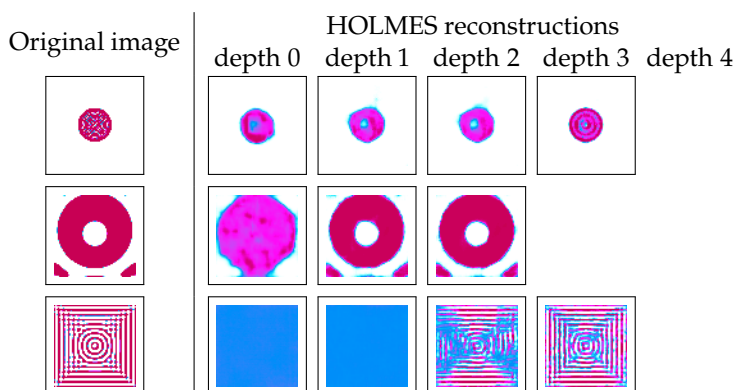 Original image
HOLMES reconstructions
depth 0 depth 1 depth 2 depth 3 depth 4